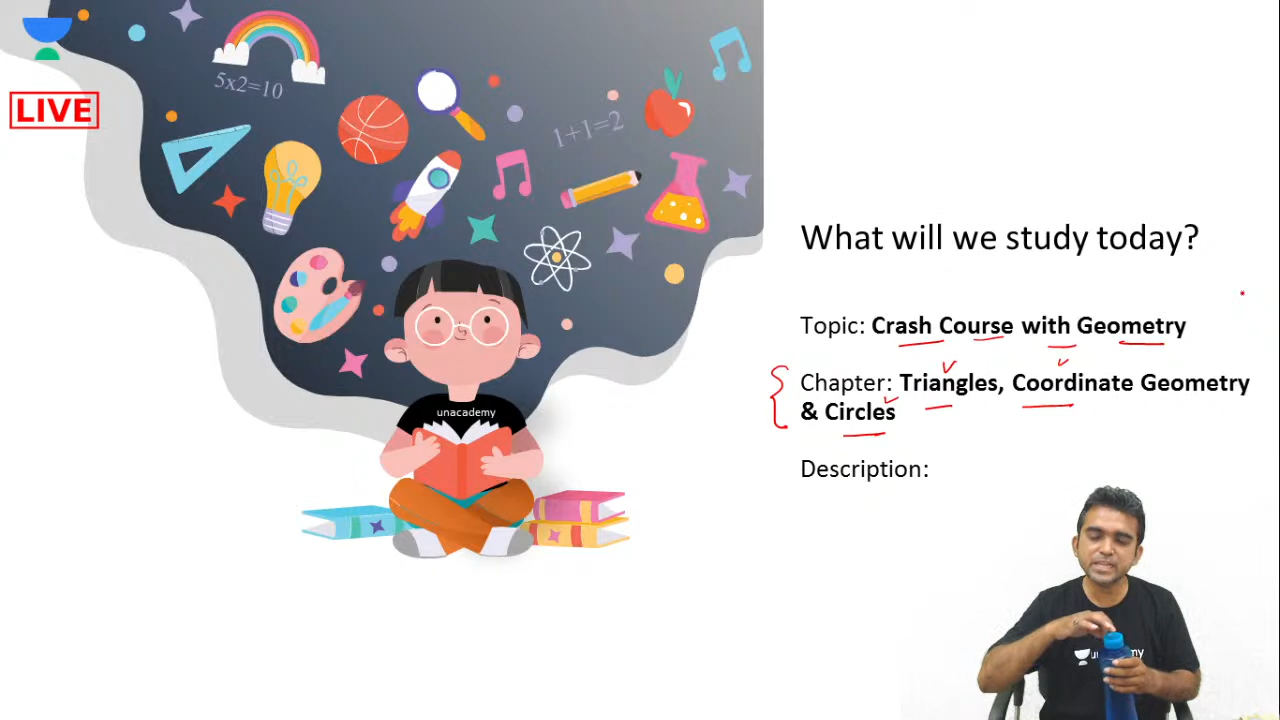 5x2=10
LIVE
1+1=2
What will we study today?
Topic: Crash Course with Geometry
Chapter: Triangles, Coordinate Geometry
& Circles
unacademy
Description: